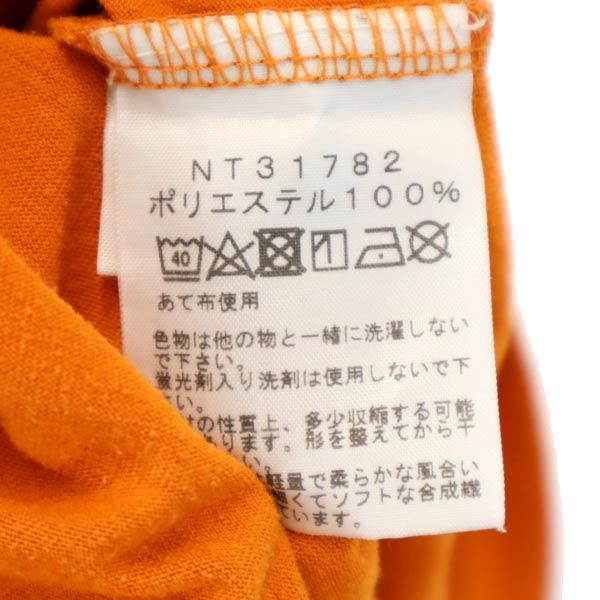 NT31782
ポリエステル100%
40
あて布使用
色物は他の物と一緒に洗濯しない
で下さい。
蛍光剤入り洗剤は使用しないで下
さい。
の性質上、多少収縮する可能
あります。形を整えてから干
い。
軽量で柔らかな風合い
くてソフトな合成繊
ています。